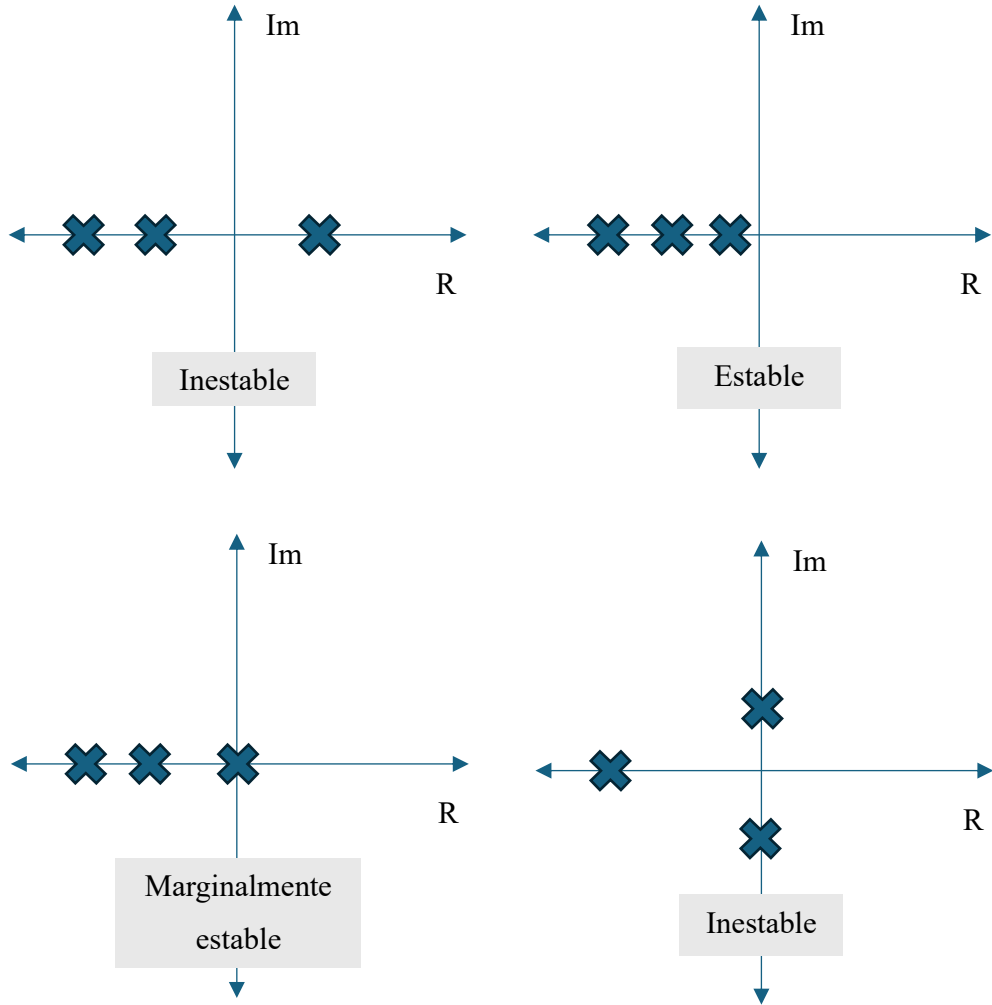 Im
R
Inestable
Im
R
Estable
Im
R
Marginalmente
estable
Im
R
Inestable